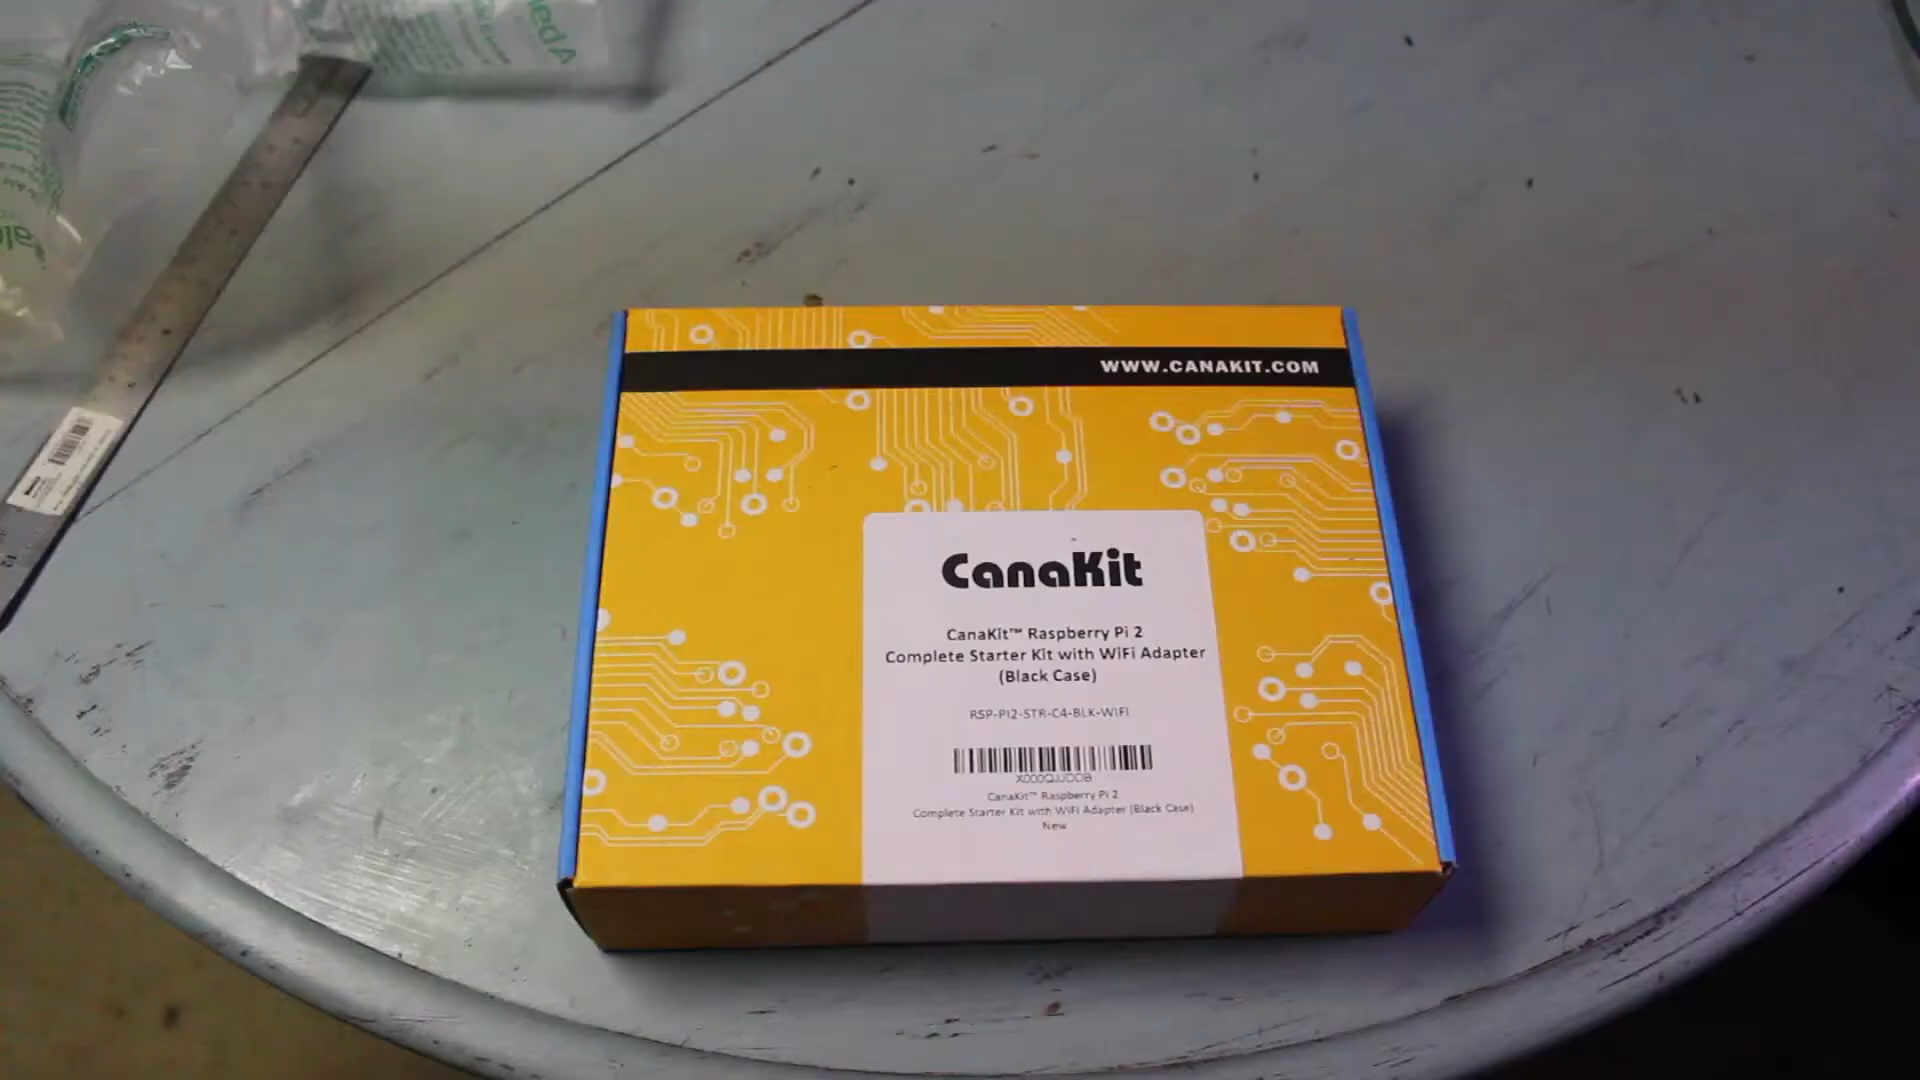 WWW.CANAKIT.COM
CanaKit
CanaKit™ Raspberry Pi 2
Complete Starter Kit with WiFi Adapter
(Black Case)
RSP-PI2-STR-C4-BLK-WIFI
X000QJJDDB
CanaKit™ Raspberry Pi 2
Complete Starter Kit with WiFi Adapter (Black Case)
New